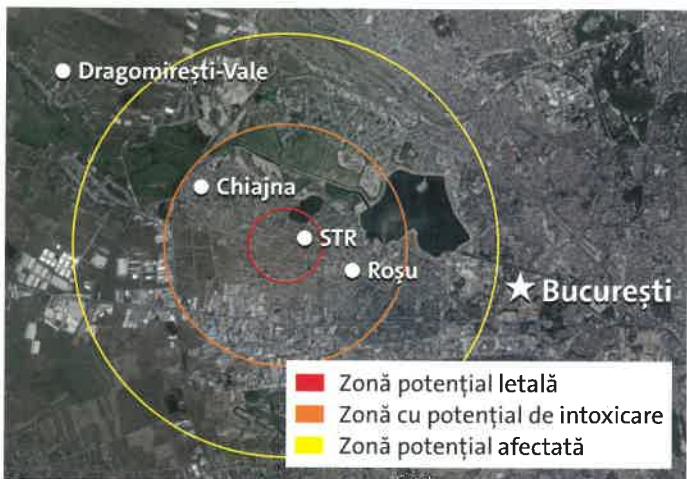 Dragomirești-Vale
Chiajna
STR
Roșu
București
Zonă potențial letală
Zonă cu potențial de intoxicare
Zonă potențial afectată